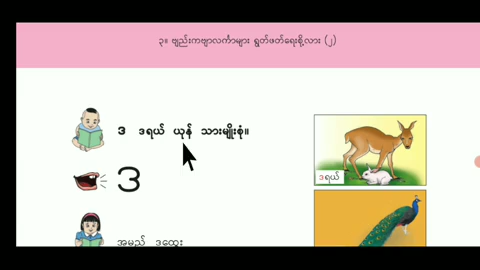 ၃။ ဗျည်းကဗျာလင်္ကာများ ရွတ်ဖတ်ရေးစို့လား (၂)
ဒ ဒရယ် ယုန် သားမျိုးစုံ။
ဒ
ဒရယ်
အမည် ဒထွေး